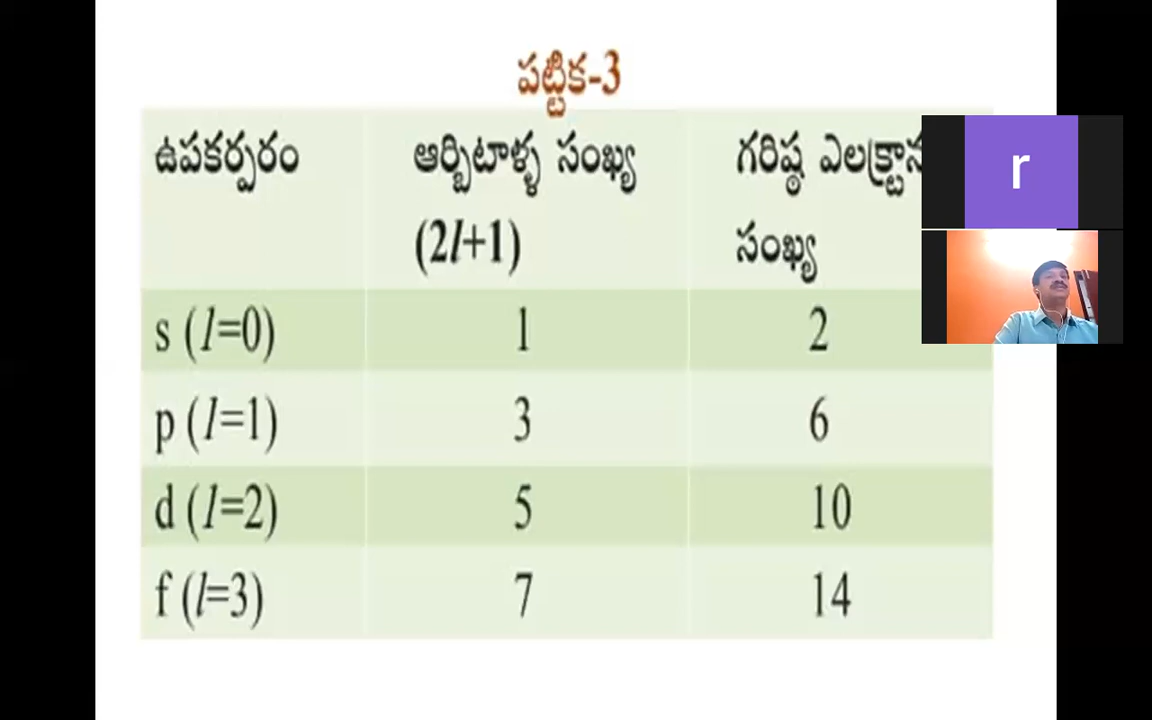 పట్టిక-3
ఉపకర్పరం ఆర్బిటాళ్ళ సంఖ్య గరిష్ఠ
(2l+1) సంఖ్య
s (l=0) 1 2
p (l=1) 3 6
d (l=2) 5 10
f (l=3) 7 14
r